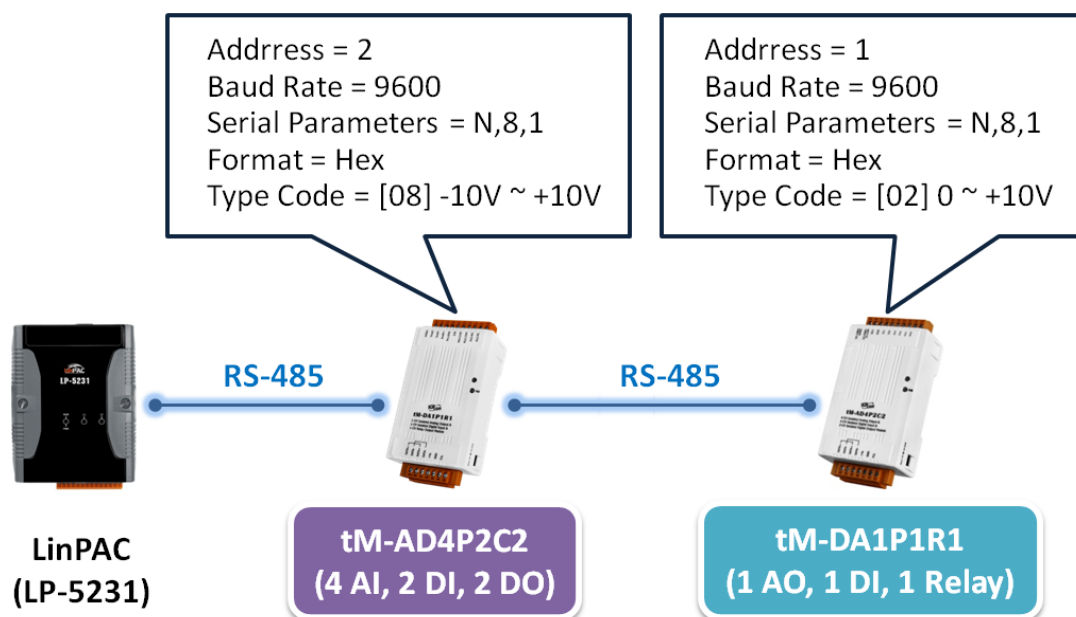 Addrress = 2
Baud Rate = 9600
Serial Parameters = N,8,1
Format = Hex
Type Code = [08] -10V ~ +10V
Addrress = 1
Baud Rate = 9600
Serial Parameters = N,8,1
Format = Hex
Type Code = [02] 0 ~ +10V
LinPAC
LP-5231
RS-485
tM-DA1P1R1
RS-485
tM-AD4P2C2
LinPAC
(LP-5231)
tM-AD4P2C2
(4 AI, 2 DI, 2 DO)
tM-DA1P1R1
(1 AO, 1 DI, 1 Relay)